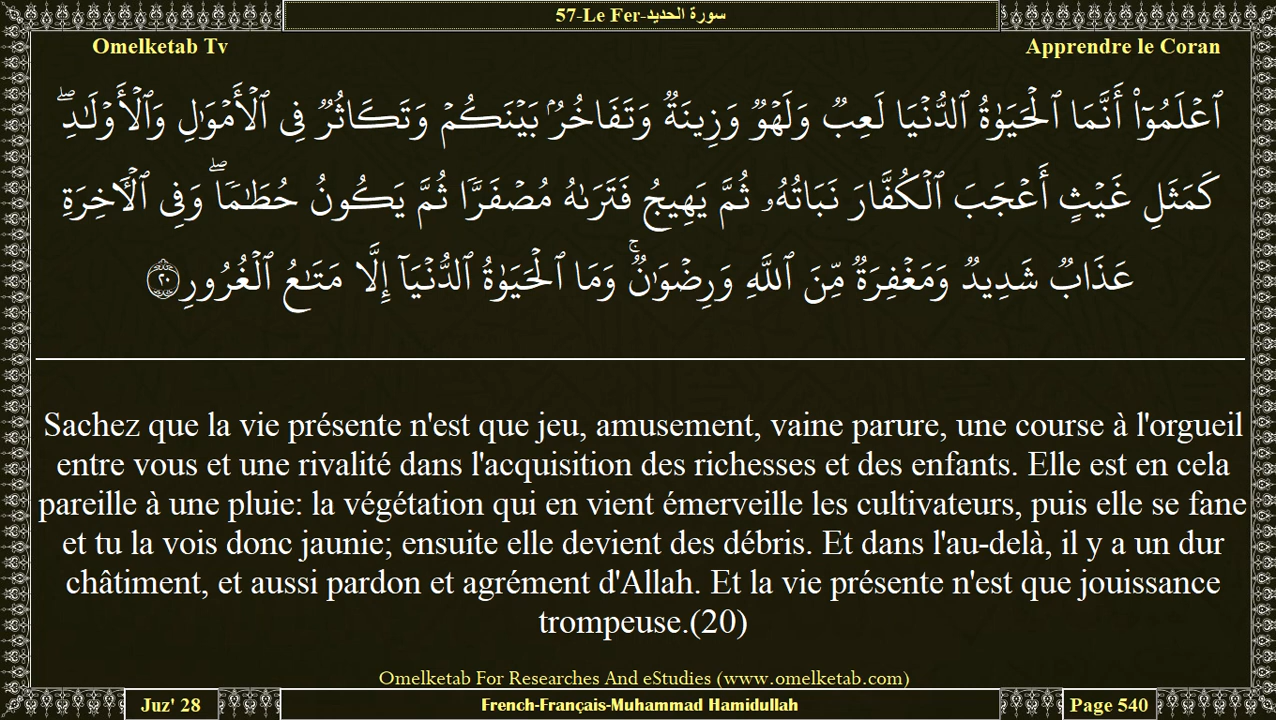 57-Le Fer-سورة الحديد
Omelketab Tv
Apprendre le Coran
ٱعْلَمُوٓا۟ أَنَّمَا ٱلْحَيَوٰةُ ٱلدُّنْيَا لَعِبٌ وَلَهْوٌ وَزِينَةٌ وَتَفَاخُرٌۢ بَيْنَكُمْ وَتَكَاثُرٌ فِى ٱلْأَمْوَٰلِ وَٱلْأَوْلَـٰدِ ۖ
كَمَثَلِ غَيْثٍ أَعْجَبَ ٱلْكُفَّارَ نَبَاتُهُۥ ثُمَّ يَهِيجُ فَتَرَىٰهُ مُصْفَرًّا ثُمَّ يَكُونُ حُطَـٰمًا ۖ وَفِى ٱلْـَٔاخِرَةِ
عَذَابٌ شَدِيدٌ وَمَغْفِرَةٌ مِّنَ ٱللَّهِ وَرِضْوَٰنٌ ۚ وَمَا ٱلْحَيَوٰةُ ٱلدُّنْيَآ إِلَّا مَتَـٰعُ ٱلْغُرُورِ ٢٠
Sachez que la vie présente n'est que jeu, amusement, vaine parure, une course à l'orgueil
entre vous et une rivalité dans l'acquisition des richesses et des enfants. Elle est en cela
pareille à une pluie: la végétation qui en vient émerveille les cultivateurs, puis elle se fane
et tu la vois donc jaunie; ensuite elle devient des débris. Et dans l'au-delà, il y a un dur
châtiment, et aussi pardon et agrément d'Allah. Et la vie présente n'est que jouissance
trompeuse.(20)
Omelketab For Researches And eStudies (www.omelketab.com)
Juz' 28
French-Français-Muhammad Hamidullah
Page 540